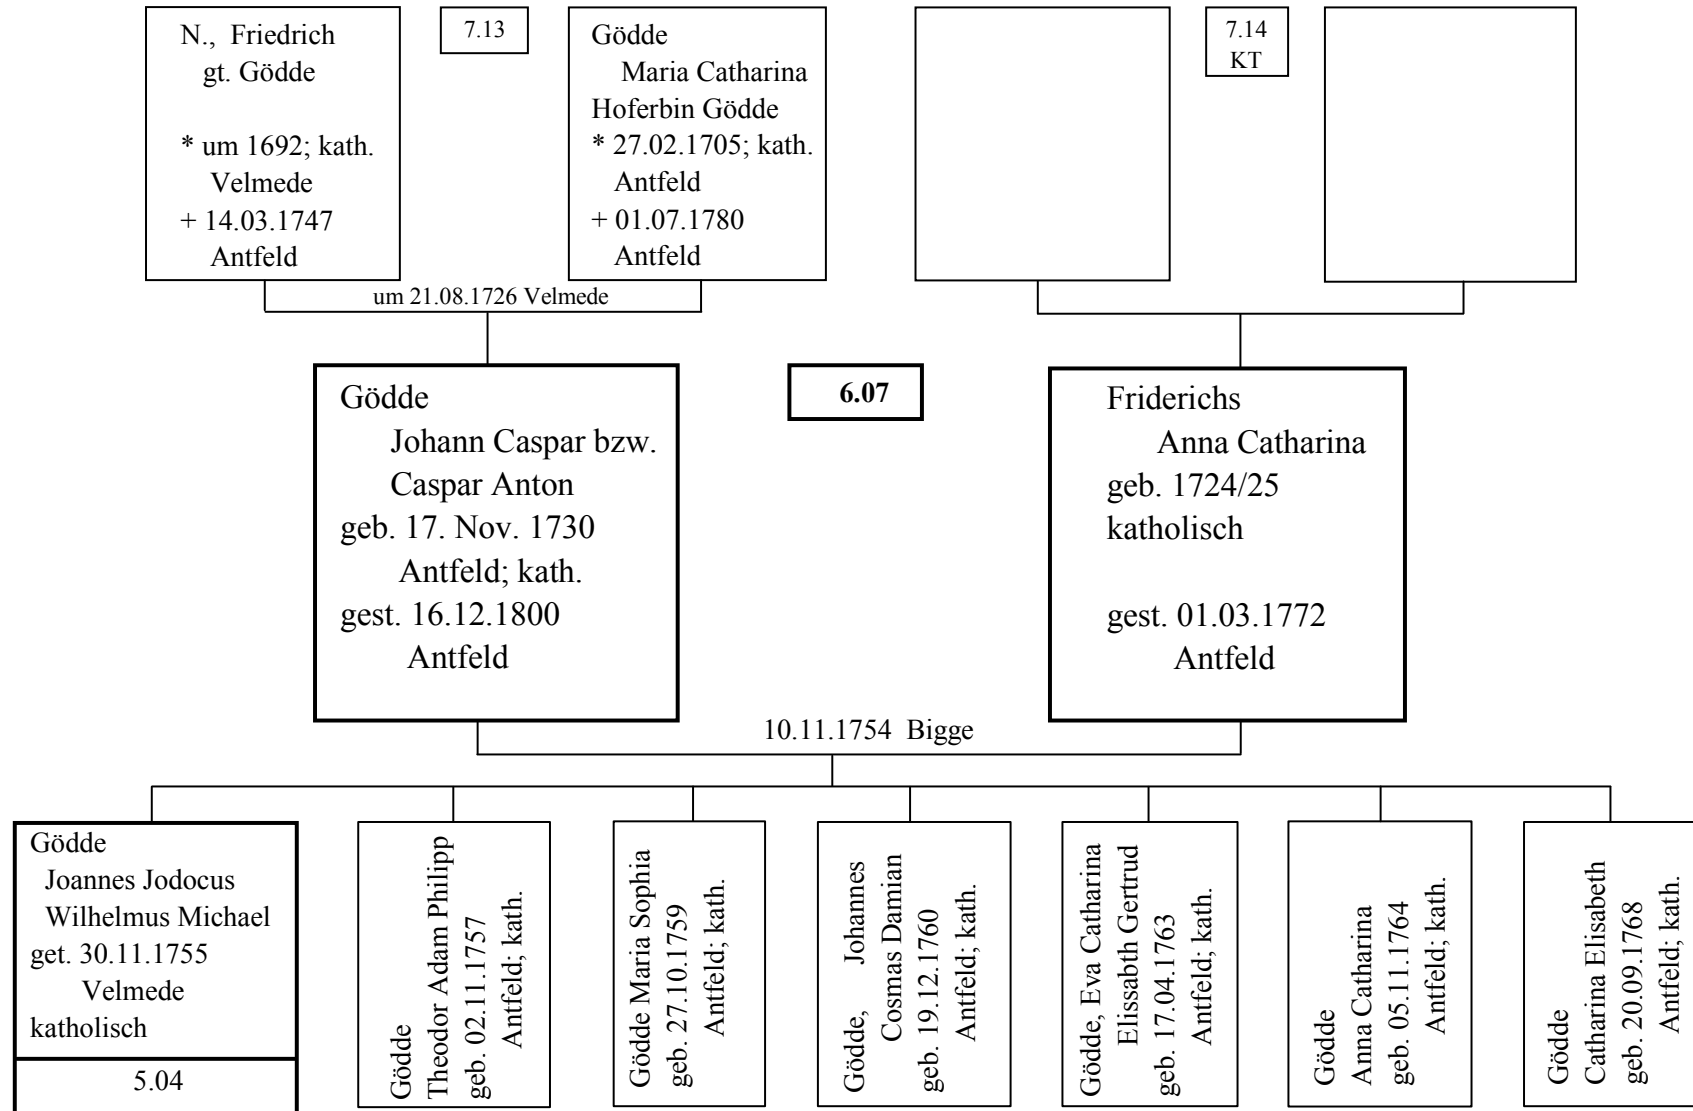 N., Friedrich
gt. Gödde
* um 1692; kath.
Velmede
+ 14.03.1747
Antfeld
7.13
Gödde
Maria Catharina
Hoferbin Gödde
* 27.02.1705; kath.
Antfeld
+ 01.07.1780
Antfeld
7.14
KT
um 21.08.1726 Velmede
Gödde
Johann Caspar bzw.
Caspar Anton
geb. 17. Nov. 1730
Antfeld; kath.
gest. 16.12.1800
Antfeld
6.07
Friderichs
Anna Catharina
geb. 1724/25
katholisch
gest. 01.03.1772
Antfeld
10.11.1754 Bigge
Gödde
Joannes Jodocus
Wilhelmus Michael
get. 30.11.1755
Velmede
katholisch
5.04
Gödde
Theodor Adam Philipp
geb. 02.11.1757
Antfeld; kath.
Gödde Maria Sophia
geb. 27.10.1759
Antfeld; kath.
Gödde, Johannes
Cosmas Damian
geb. 19.12.1760
Antfeld; kath.
Gödde, Eva Catharina
Elissabth Gertrud
geb. 17.04.1763
Antfeld; kath.
Gödde
Anna Catharina
geb. 05.11.1764
Antfeld; kath.
Gödde
Catharina Elisabeth
geb. 20.09.1768
Antfeld; kath.